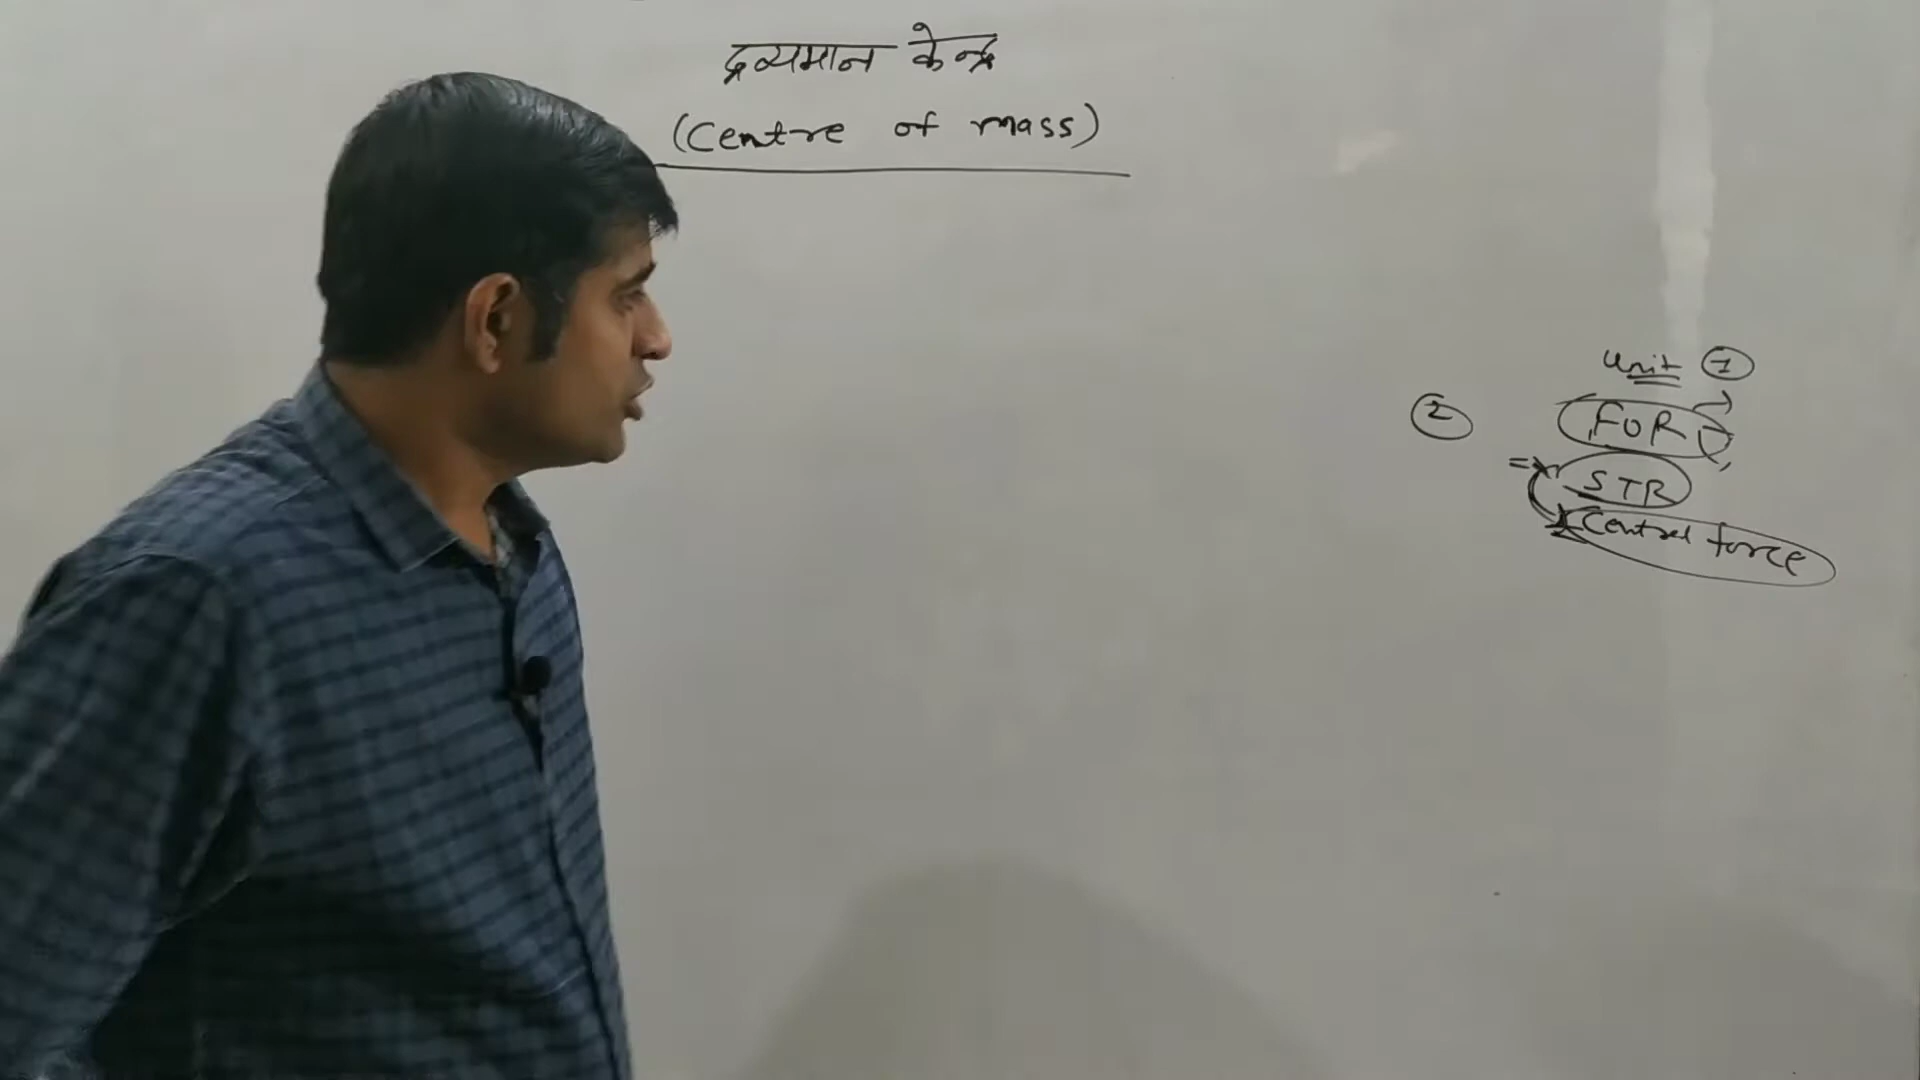 द्रव्यमान केन्द्र
(Centre of mass)
Unit 1
2
FOR
STR
Central force